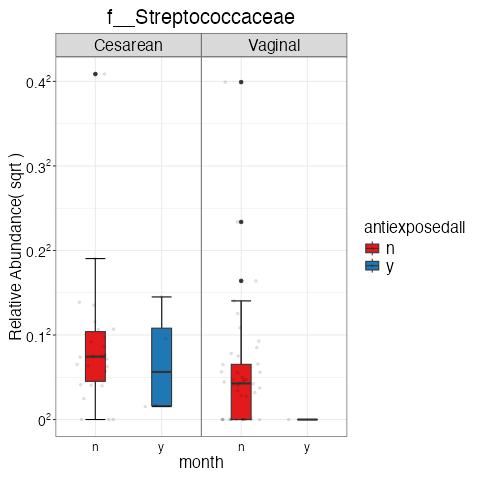 f__Streptococcaceae
Cesarean
Vaginal
Relative Abundance( sqrt )
0.4²
0.3²
0.2²
0.1²
0²
n
y
n
y
month
antiexposedall
n
y